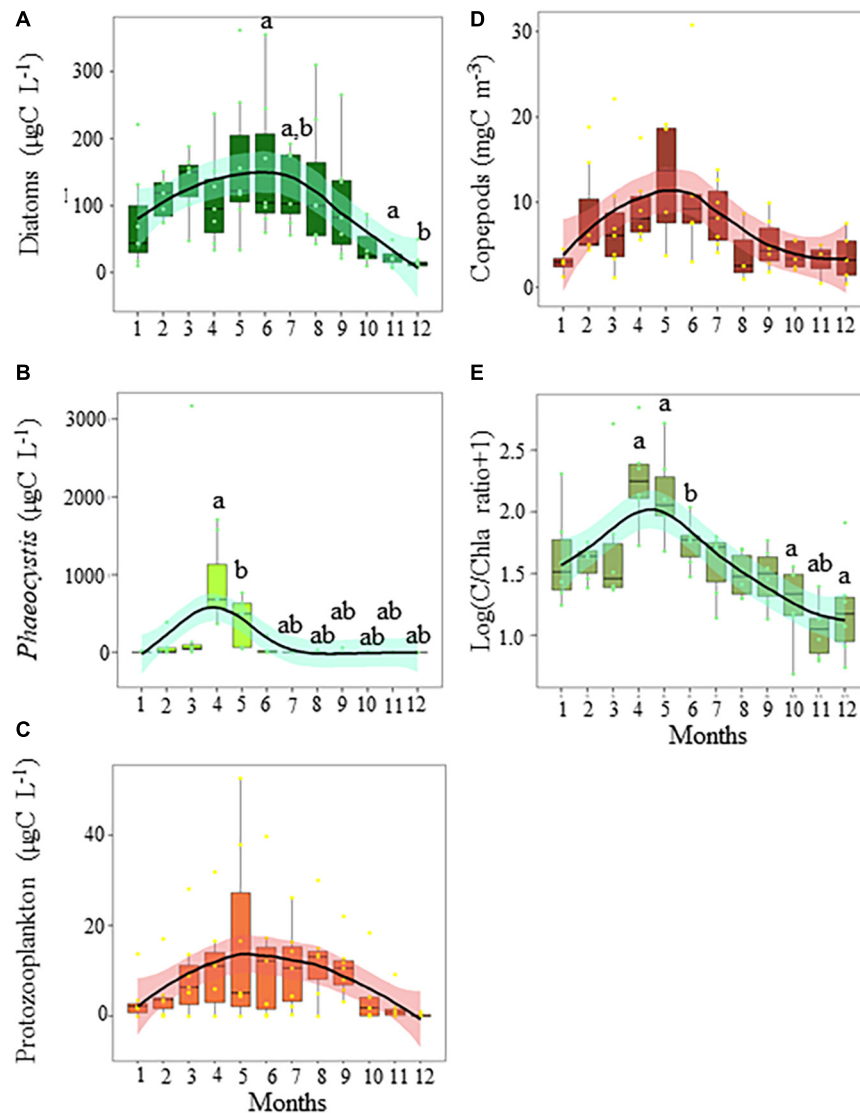 A
Diatoms (µgC L-1)
300
200
100
0
a
a,b
a
b
1 2 3 4 5 6 7 8 9 10 11 12
B
Phaeocystis (µgC L-1)
3000
2000
1000
0
a
b
ab ab ab ab ab ab
1 2 3 4 5 6 7 8 9 10 11 12
C
Protozooplankton (µgC L-1)
40
20
0
1 2 3 4 5 6 7 8 9 10 11 12
Months
D
Copepods (mgC m-3)
30
20
10
0
1 2 3 4 5 6 7 8 9 10 11 12
E
Log(C/Chla ratio+1)
2.5
2.0
1.5
1.0
a
a
b
a
ab
a
1 2 3 4 5 6 7 8 9 10 11 12
Months